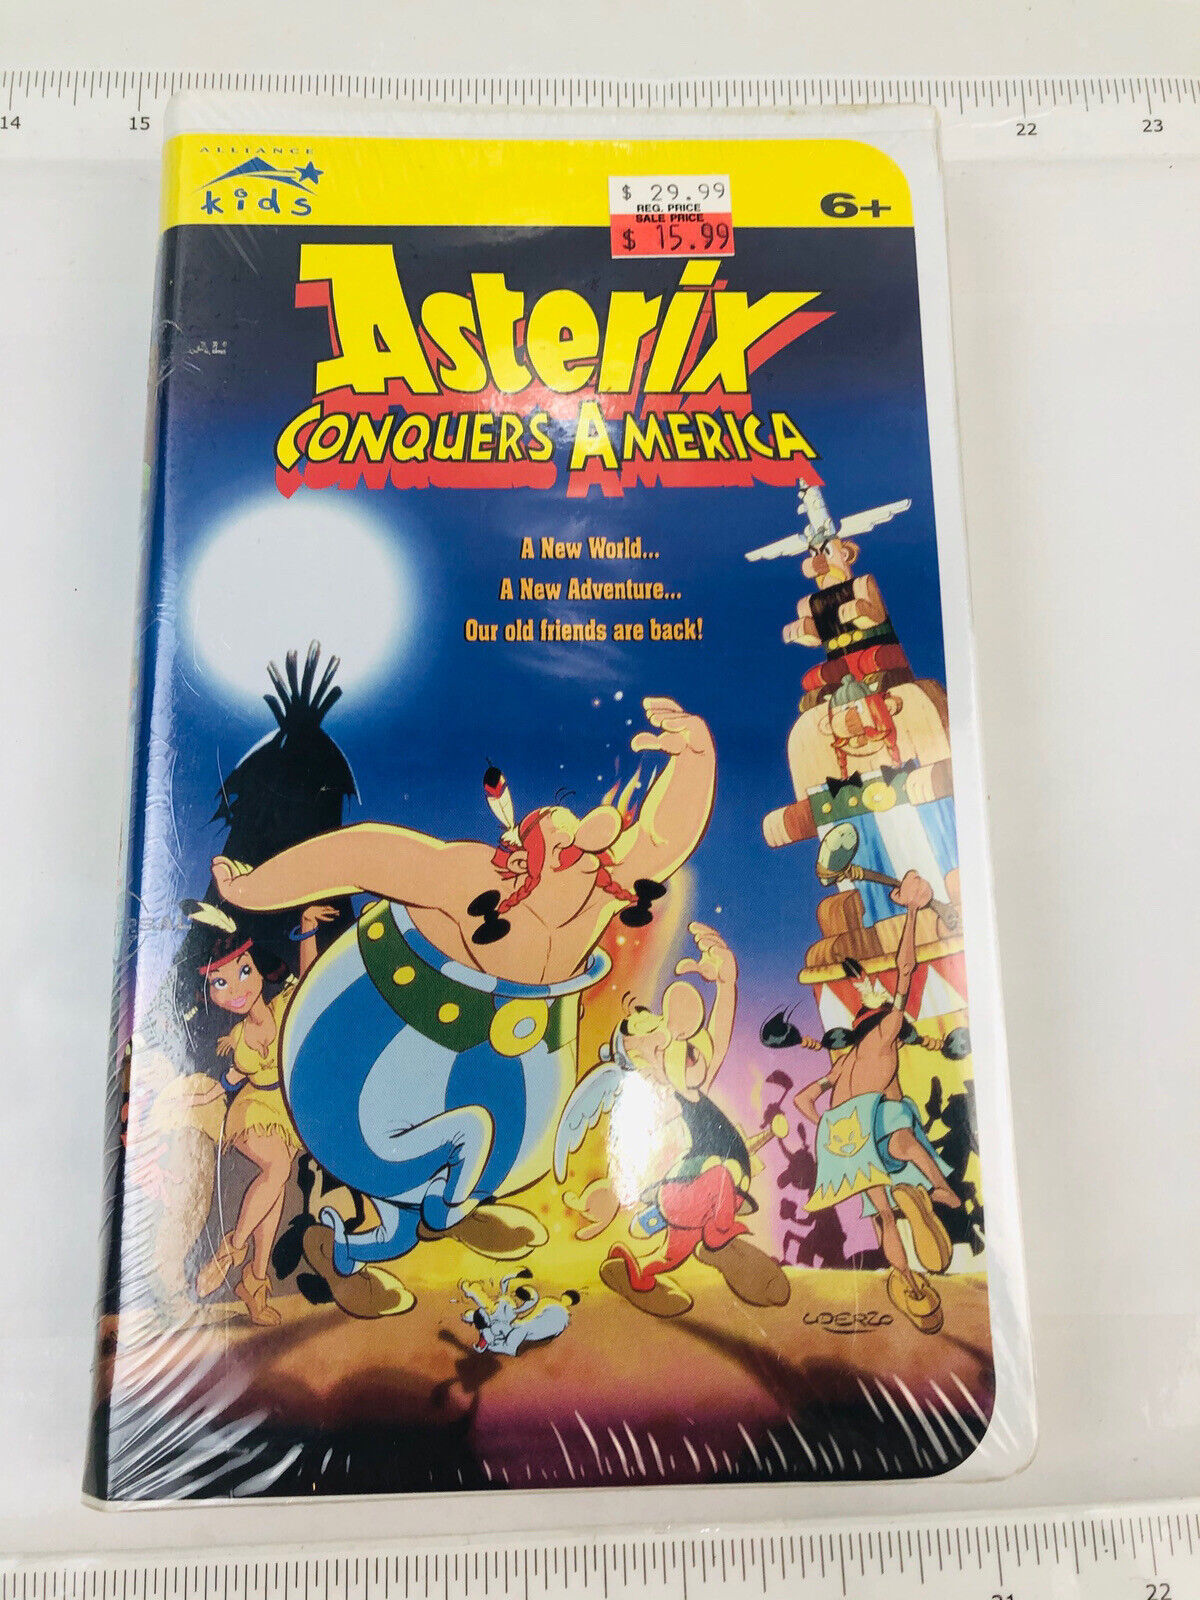 14 15 22 23
ALLIANCE
kids
$ 29.99
REG. PRICE
SALE PRICE
$ 15.99
6+
Asterix
CONQUERS AMERICA
A New World...
A New Adventure...
Our old friends are back!
UDERZO
21 22